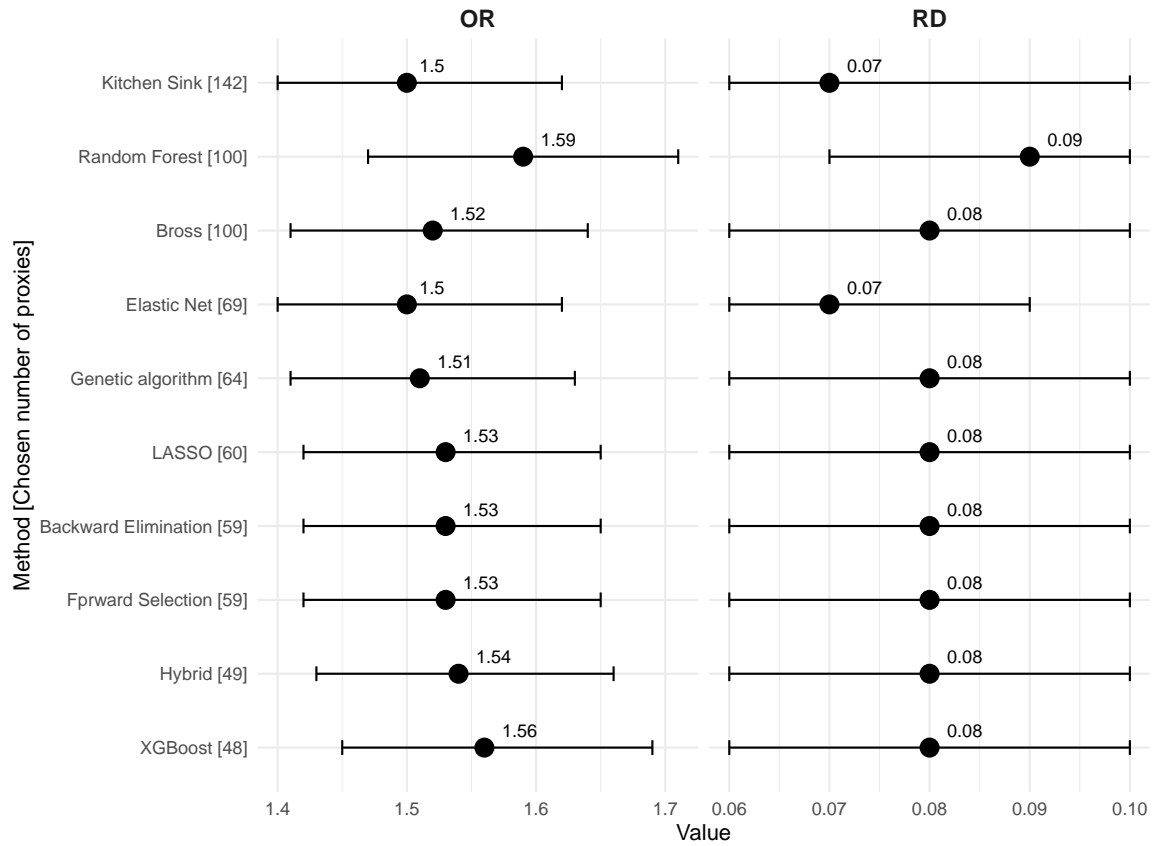 OR RD
Method [Chosen number of proxies]
Kitchen Sink [142] 1.5 0.07
Random Forest [100] 1.59 0.09
Bross [100] 1.52 0.08
Elastic Net [69] 1.5 0.07
Genetic algorithm [64] 1.51 0.08
LASSO [60] 1.53 0.08
Backward Elimination [59] 1.53 0.08
Fprward Selection [59] 1.53 0.08
Hybrid [49] 1.54 0.08
XGBoost [48] 1.56 0.08
1.4 1.5 1.6 1.7 0.06 0.07 0.08 0.09 0.10
Value